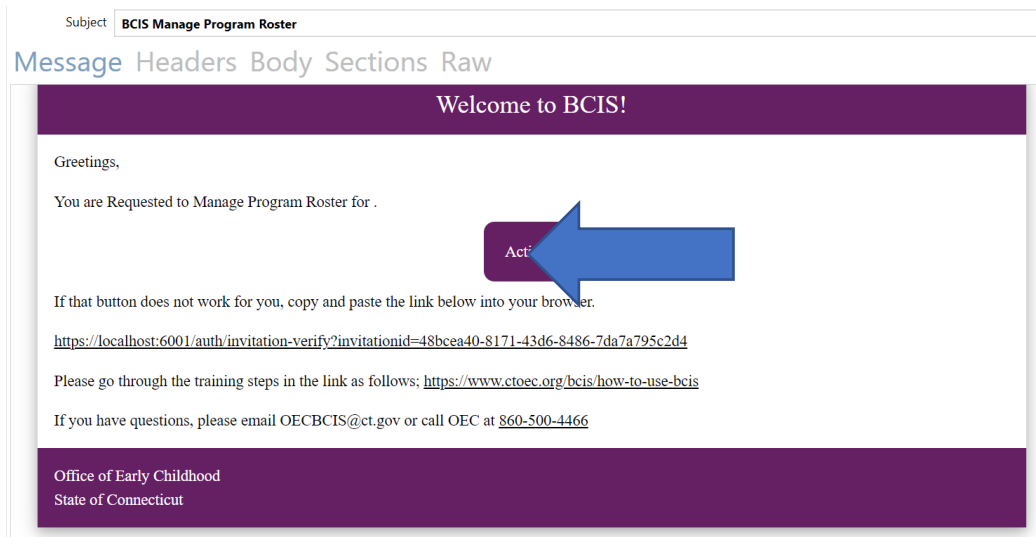 Subject BCIS Manage Program Roster
Message Headers Body Sections Raw
Welcome to BCIS!
Greetings,
You are Requested to Manage Program Roster for .
If that button does not work for you, copy and paste the link below into your browser.
https://localhost:6001/auth/invitation-verify?invitationid=48bcea40-8171-43d6-8486-7da7a795c2d4
Please go through the training steps in the link as follows; https://www.ctoec.org/bcis/how-to-use-bcis
If you have questions, please email OECBCIS@ct.gov or call OEC at 860-500-4466
Office of Early Childhood
State of Connecticut